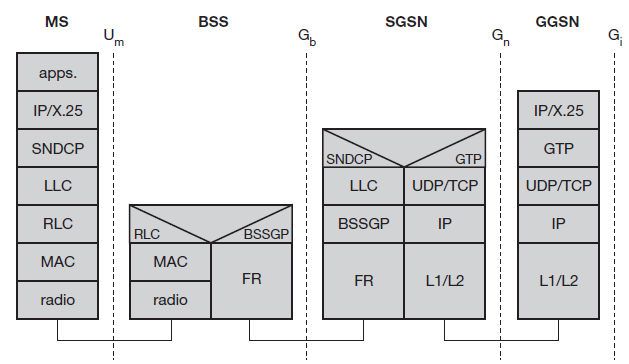 MS BSS SGSN GGSN
Um Gb Gn Gi
apps.
IP/X.25 IP/X.25
SNDCP SNDCP GTP GTP
LLC LLC UDP/TCP UDP/TCP
RLC RLC BSSGP BSSGP IP IP
MAC MAC FR FR L1/L2 L1/L2
radio radio